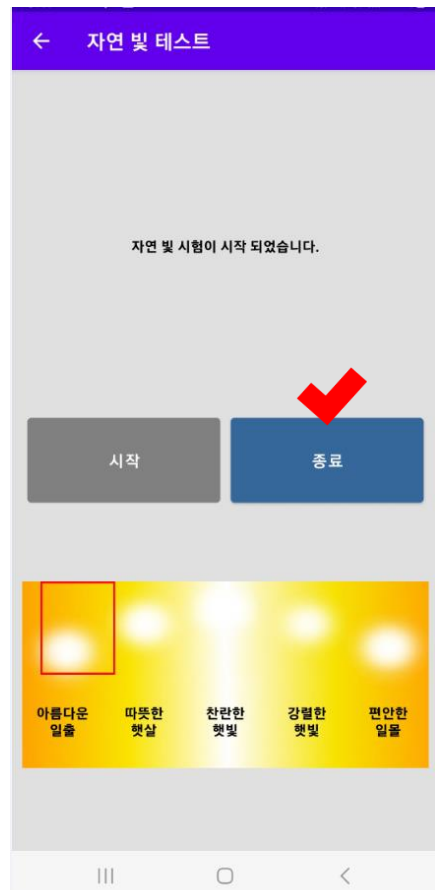 자연 빛 테스트
자연 빛 시험이 시작 되었습니다.
시작
종료
아름다운
일출
따뜻한
햇살
찬란한
햇빛
강렬한
햇빛
편안한
일몰